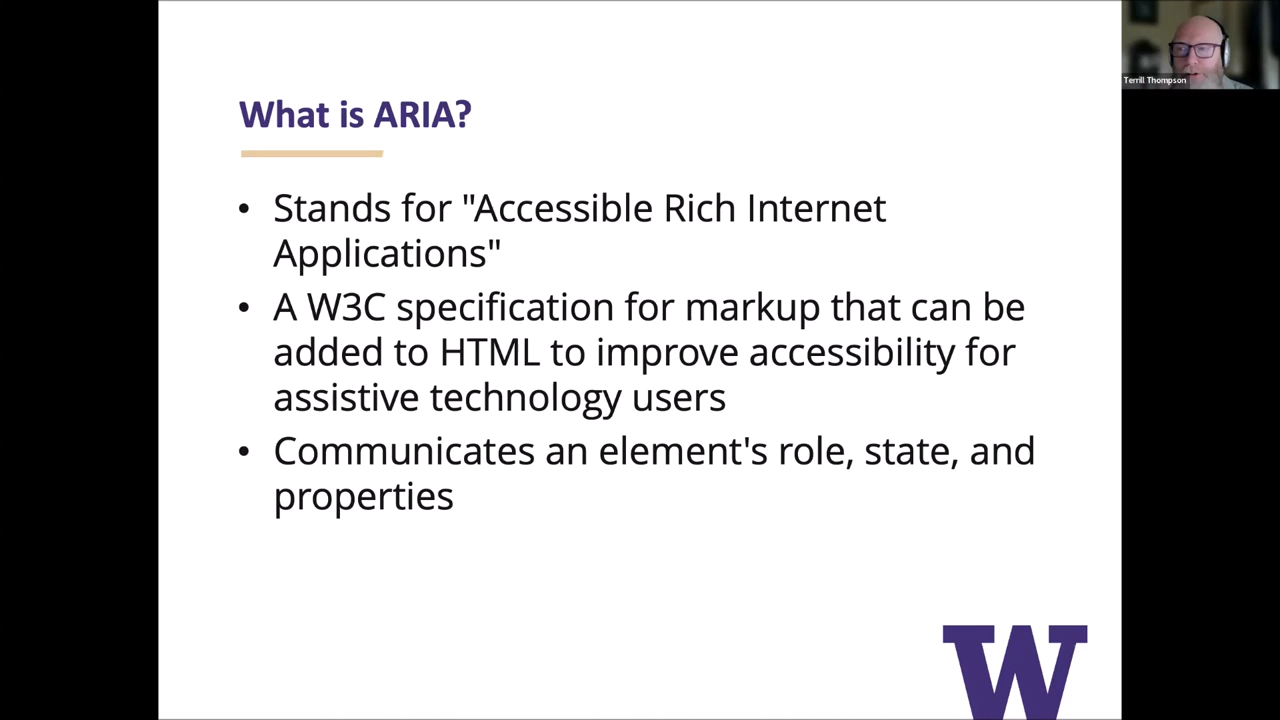 Terrill Thompson
What is ARIA?
• Stands for "Accessible Rich Internet
Applications"
• A W3C specification for markup that can be
added to HTML to improve accessibility for
assistive technology users
• Communicates an element's role, state, and
properties
W